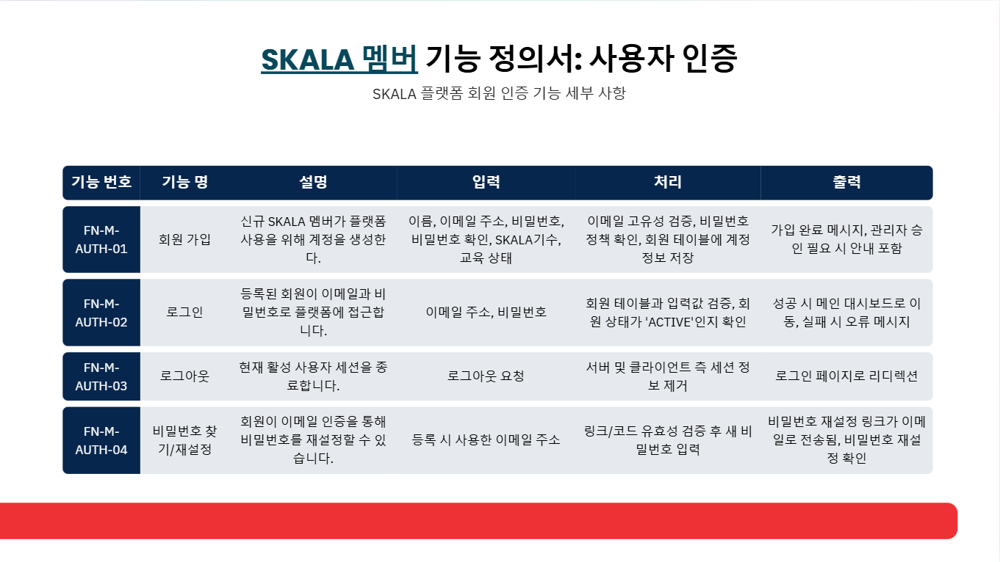 SKALA 멤버 기능 정의서: 사용자 인증
SKALA 플랫폼 회원 인증 기능 세부 사항
기능 번호 기능 명 설명 입력 처리 출력
FN-M-
AUTH-01
회원 가입
신규 SKALA 멤버가 플랫폼
사용을 위해 계정을 생성한
다.
이름, 이메일 주소, 비밀번호,
비밀번호 확인, SKALA기수,
교육 상태
이메일 고유성 검증, 비밀번호
정책 확인, 회원 테이블에 계정
정보 저장
가입 완료 메시지, 관리자 승
인 필요 시 안내 포함
FN-M-
AUTH-02
로그인
등록된 회원이 이메일과 비
밀번호로 플랫폼에 접근합
니다.
이메일 주소, 비밀번호
회원 테이블과 입력값 검증, 회
원 상태가 'ACTIVE'인지 확인
성공 시 메인 대시보드로 이
동, 실패 시 오류 메시지
FN-M-
AUTH-03
로그아웃
현재 활성 사용자 세션을 종
료합니다.
로그아웃 요청
서버 및 클라이언트 측 세션 정
보 제거
로그인 페이지로 리디렉션
FN-M-
AUTH-04
비밀번호 찾
기/재설정
회원이 이메일 인증을 통해
비밀번호를 재설정할 수 있
습니다.
등록 시 사용한 이메일 주소
링크/코드 유효성 검증 후 새 비
밀번호 입력
비밀번호 재설정 링크가 이메
일로 전송됨, 비밀번호 재설
정 확인